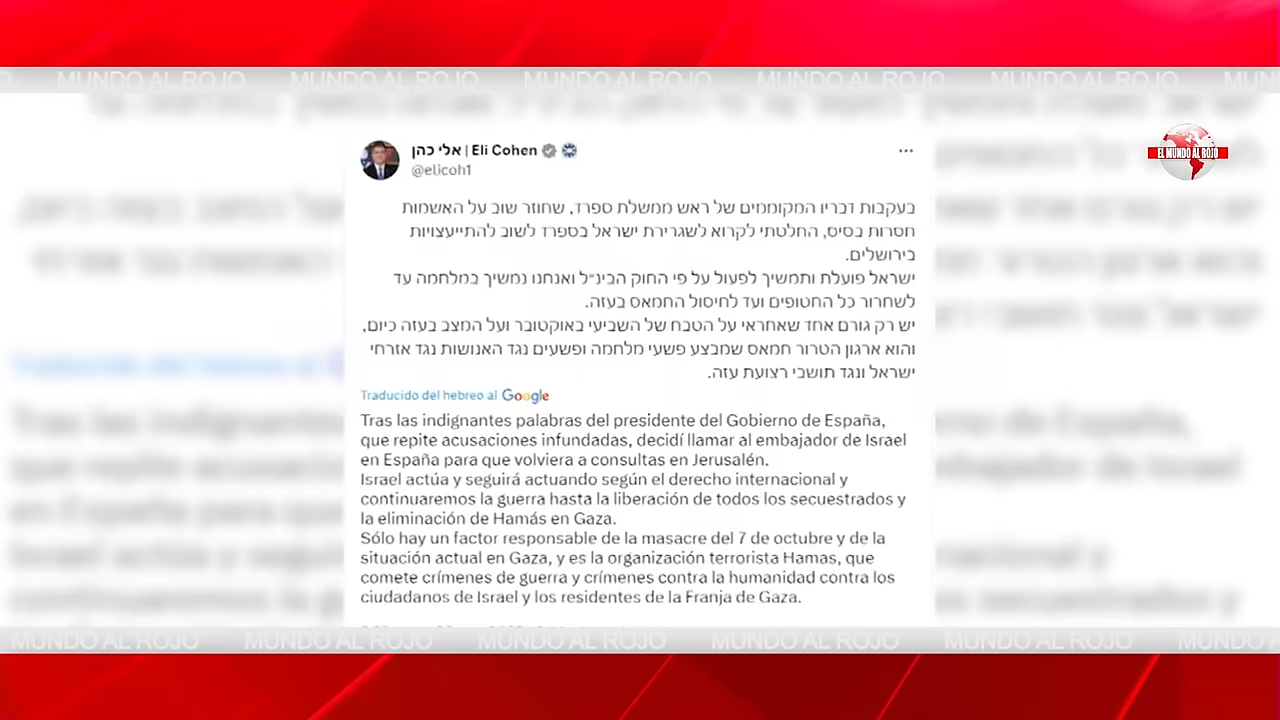 MUNDO AL ROJO MUNDO AL ROJO MUNDO AL ROJO MUNDO AL ROJO MUNDO AL ROJO
EL MUNDO AL ROJO
אלי כהן | Eli Cohen
@elicoh1
בעקבות דבריו המקוממים של ראש ממשלת ספרד, שחוזר שוב על האשמות
חסרות בסיס, החלטתי לקרוא לשגרירת ישראל בספרד לשוב להתייעצויות
בירושלים.
ישראל פועלת ותמשיך לפעול על פי החוק הבינ״ל ואנחנו נמשיך במלחמה עד
לשחרור כל החטופים ועד לחיסול החמאס בעזה.
יש רק גורם אחד שאחראי על הטבח של השביעי באוקטובר ועל המצב בעזה כיום,
והוא ארגון הטרור חמאס שמבצע פשעי מלחמה ופשעים נגד האנושות נגד אזרחי
ישראל ונגד תושבי רצועת עזה.
Traducido del hebreo al Google
Tras las indignantes palabras del presidente del Gobierno de España,
que repite acusaciones infundadas, decidí llamar al embajador de Israel
en España para que volviera a consultas en Jerusalén.
Israel actúa y seguirá actuando según el derecho internacional y
continuaremos la guerra hasta la liberación de todos los secuestrados y
la eliminación de Hamás en Gaza.
Sólo hay un factor responsable de la masacre del 7 de octubre y de la
situación actual en Gaza, y es la organización terrorista Hamas, que
comete crímenes de guerra y crímenes contra la humanidad contra los
ciudadanos de Israel y los residentes de la Franja de Gaza.
MUNDO AL ROJO MUNDO AL ROJO MUNDO AL ROJO MUNDO AL ROJO MUNDO AL ROJO